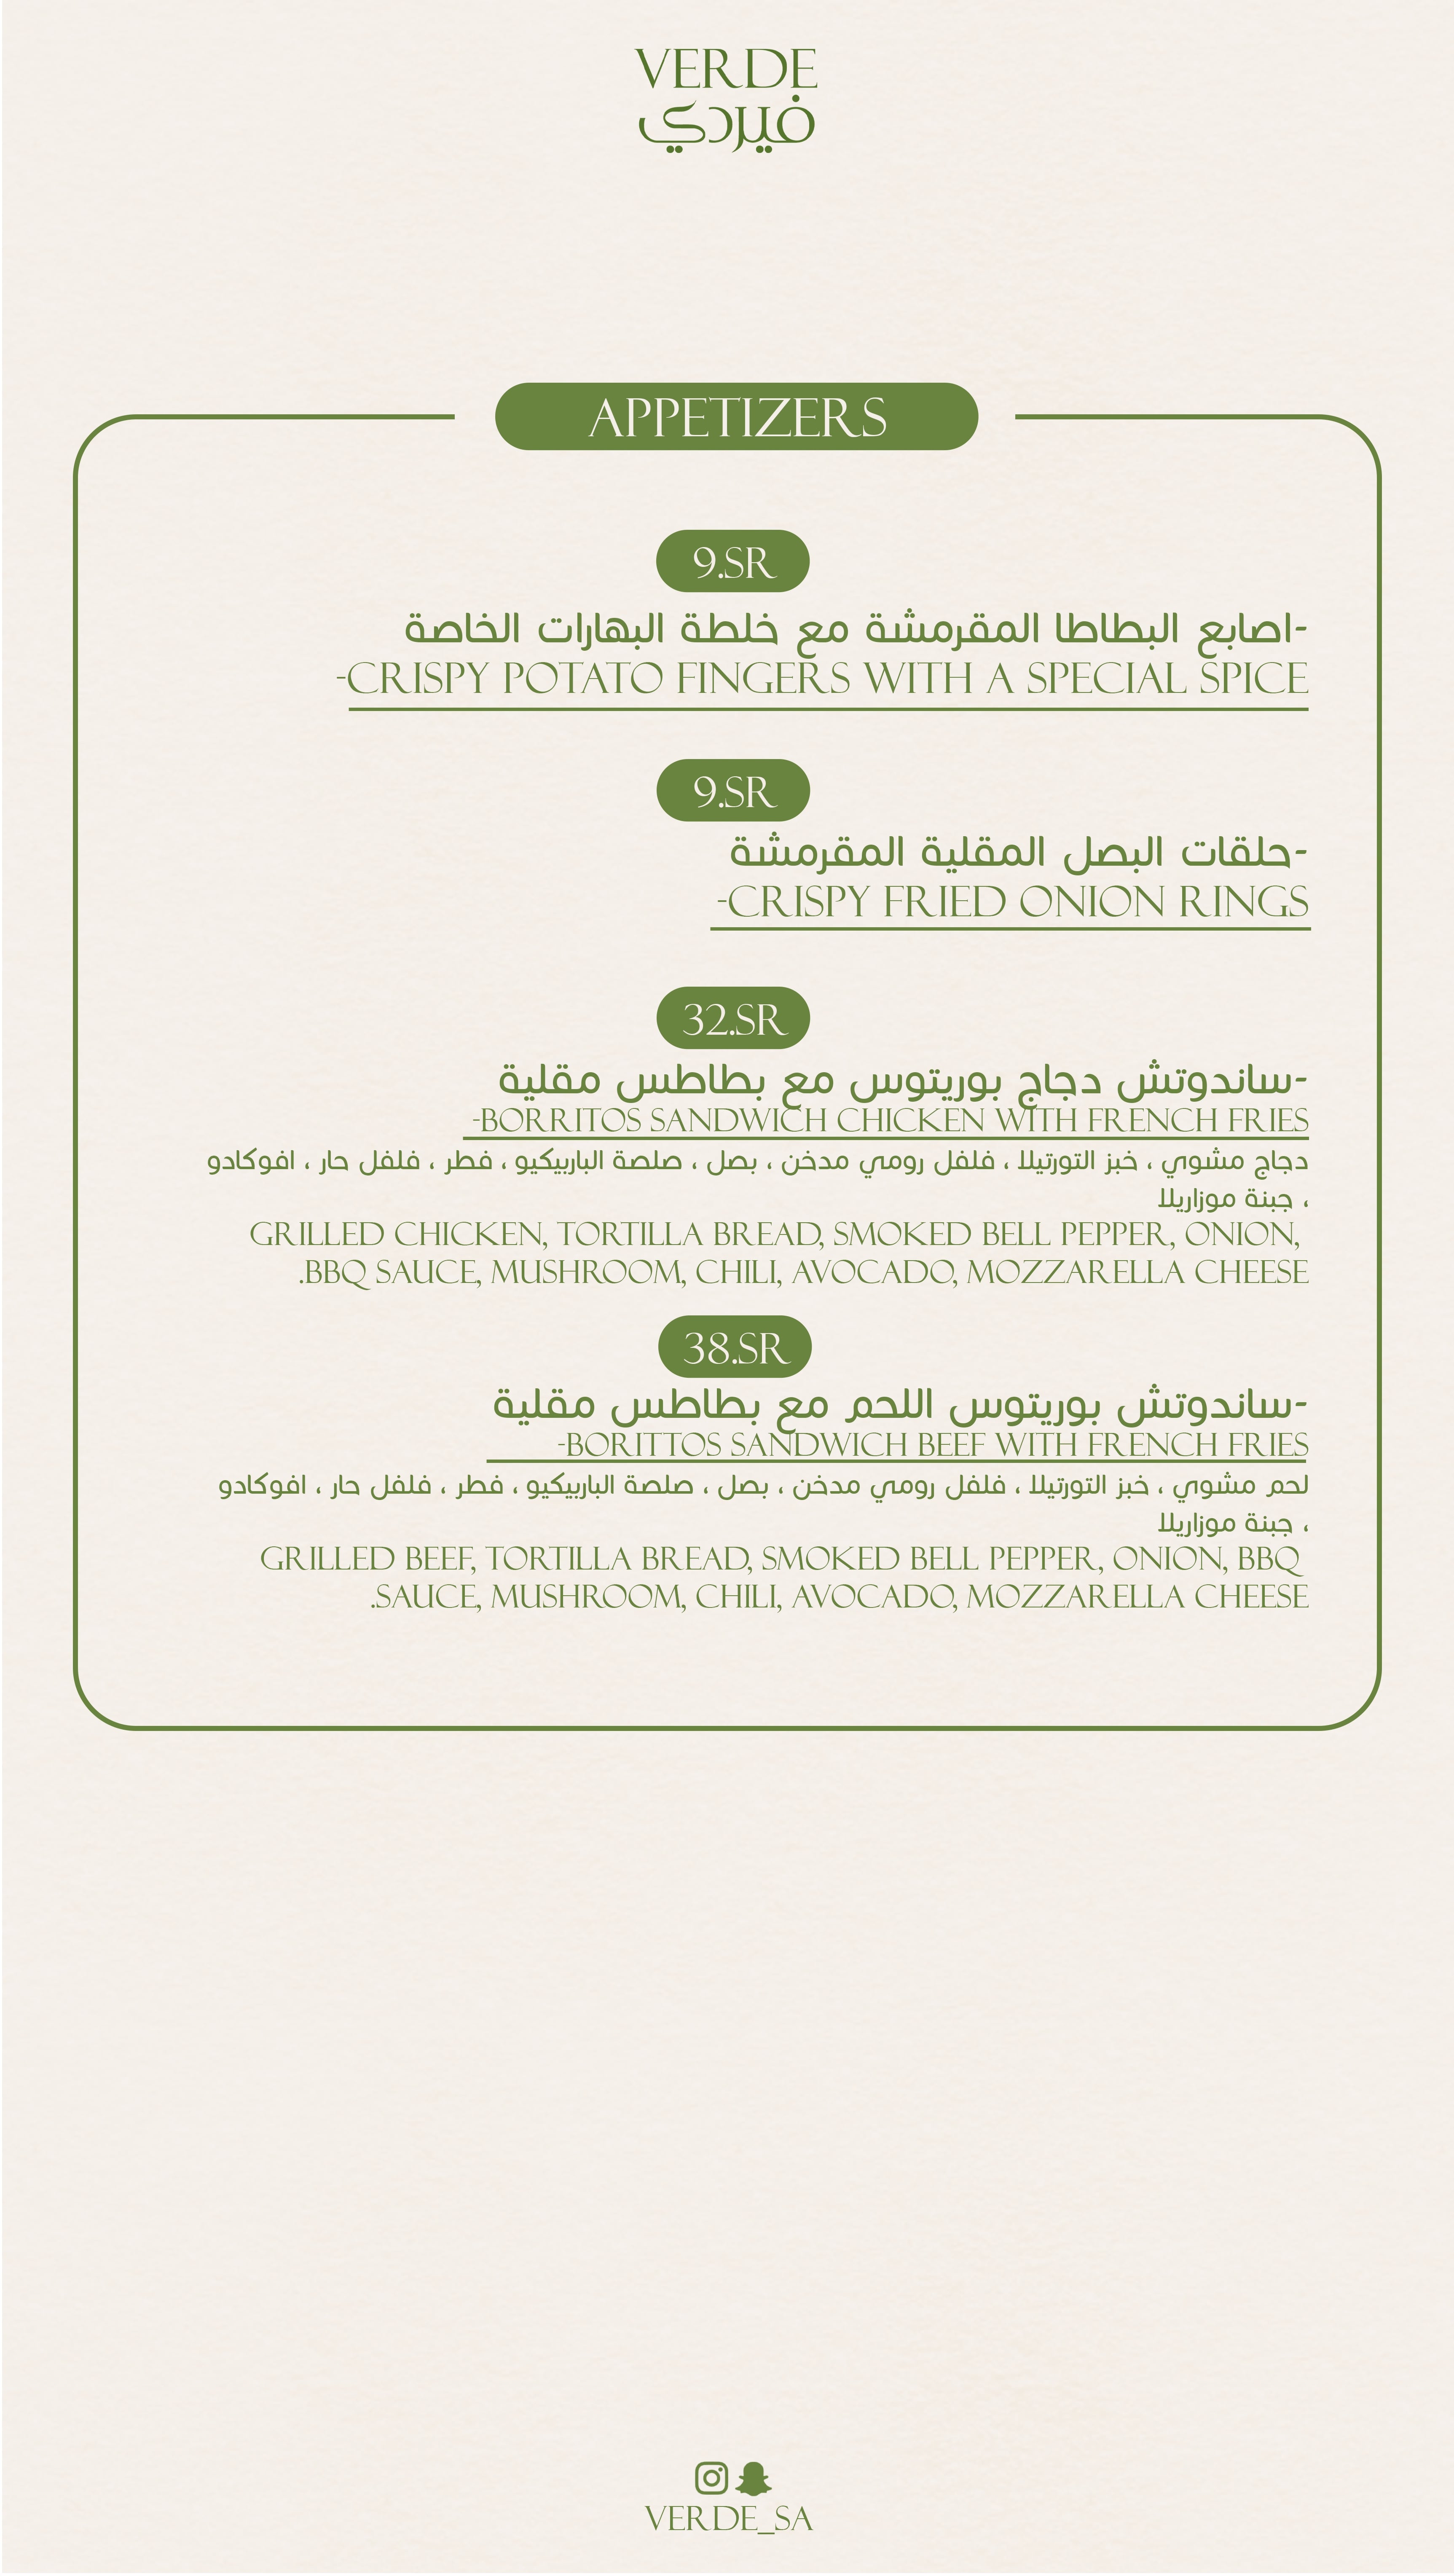 VERDE
فيردي
APPETIZERS
9.SR
-اصابع البطاطا المقرمشة مع خلطة البهارات الخاصة
-CRISPY POTATO FINGERS WITH A SPECIAL SPICE
9.SR
-حلقات البصل المقلية المقرمشة
-CRISPY FRIED ONION RINGS
32.SR
-ساندوتش دجاج بوريتوس مع بطاطس مقلية
-BORRITOS SANDWICH CHICKEN WITH FRENCH FRIES
دجاج مشوي ، خبز التورتيلا ، فلفل رومي مدخن ، بصل ، صلصة الباربيكيو ، فطر ، فلفل حار ، افوكادو
، جبنة موزاريلا
GRILLED CHICKEN, TORTILLA BREAD, SMOKED BELL PEPPER, ONION,
.BBQ SAUCE, MUSHROOM, CHILI, AVOCADO, MOZZARELLA CHEESE
38.SR
-ساندوتش بوريتوس اللحم مع بطاطس مقلية
-BORITTOS SANDWICH BEEF WITH FRENCH FRIES
لحم مشوي ، خبز التورتيلا ، فلفل رومي مدخن ، بصل ، صلصة الباربيكيو ، فطر ، فلفل حار ، افوكادو
، جبنة موزاريلا
GRILLED BEEF, TORTILLA BREAD, SMOKED BELL PEPPER, ONION, BBQ
.SAUCE, MUSHROOM, CHILI, AVOCADO, MOZZARELLA CHEESE
VERDE_SA